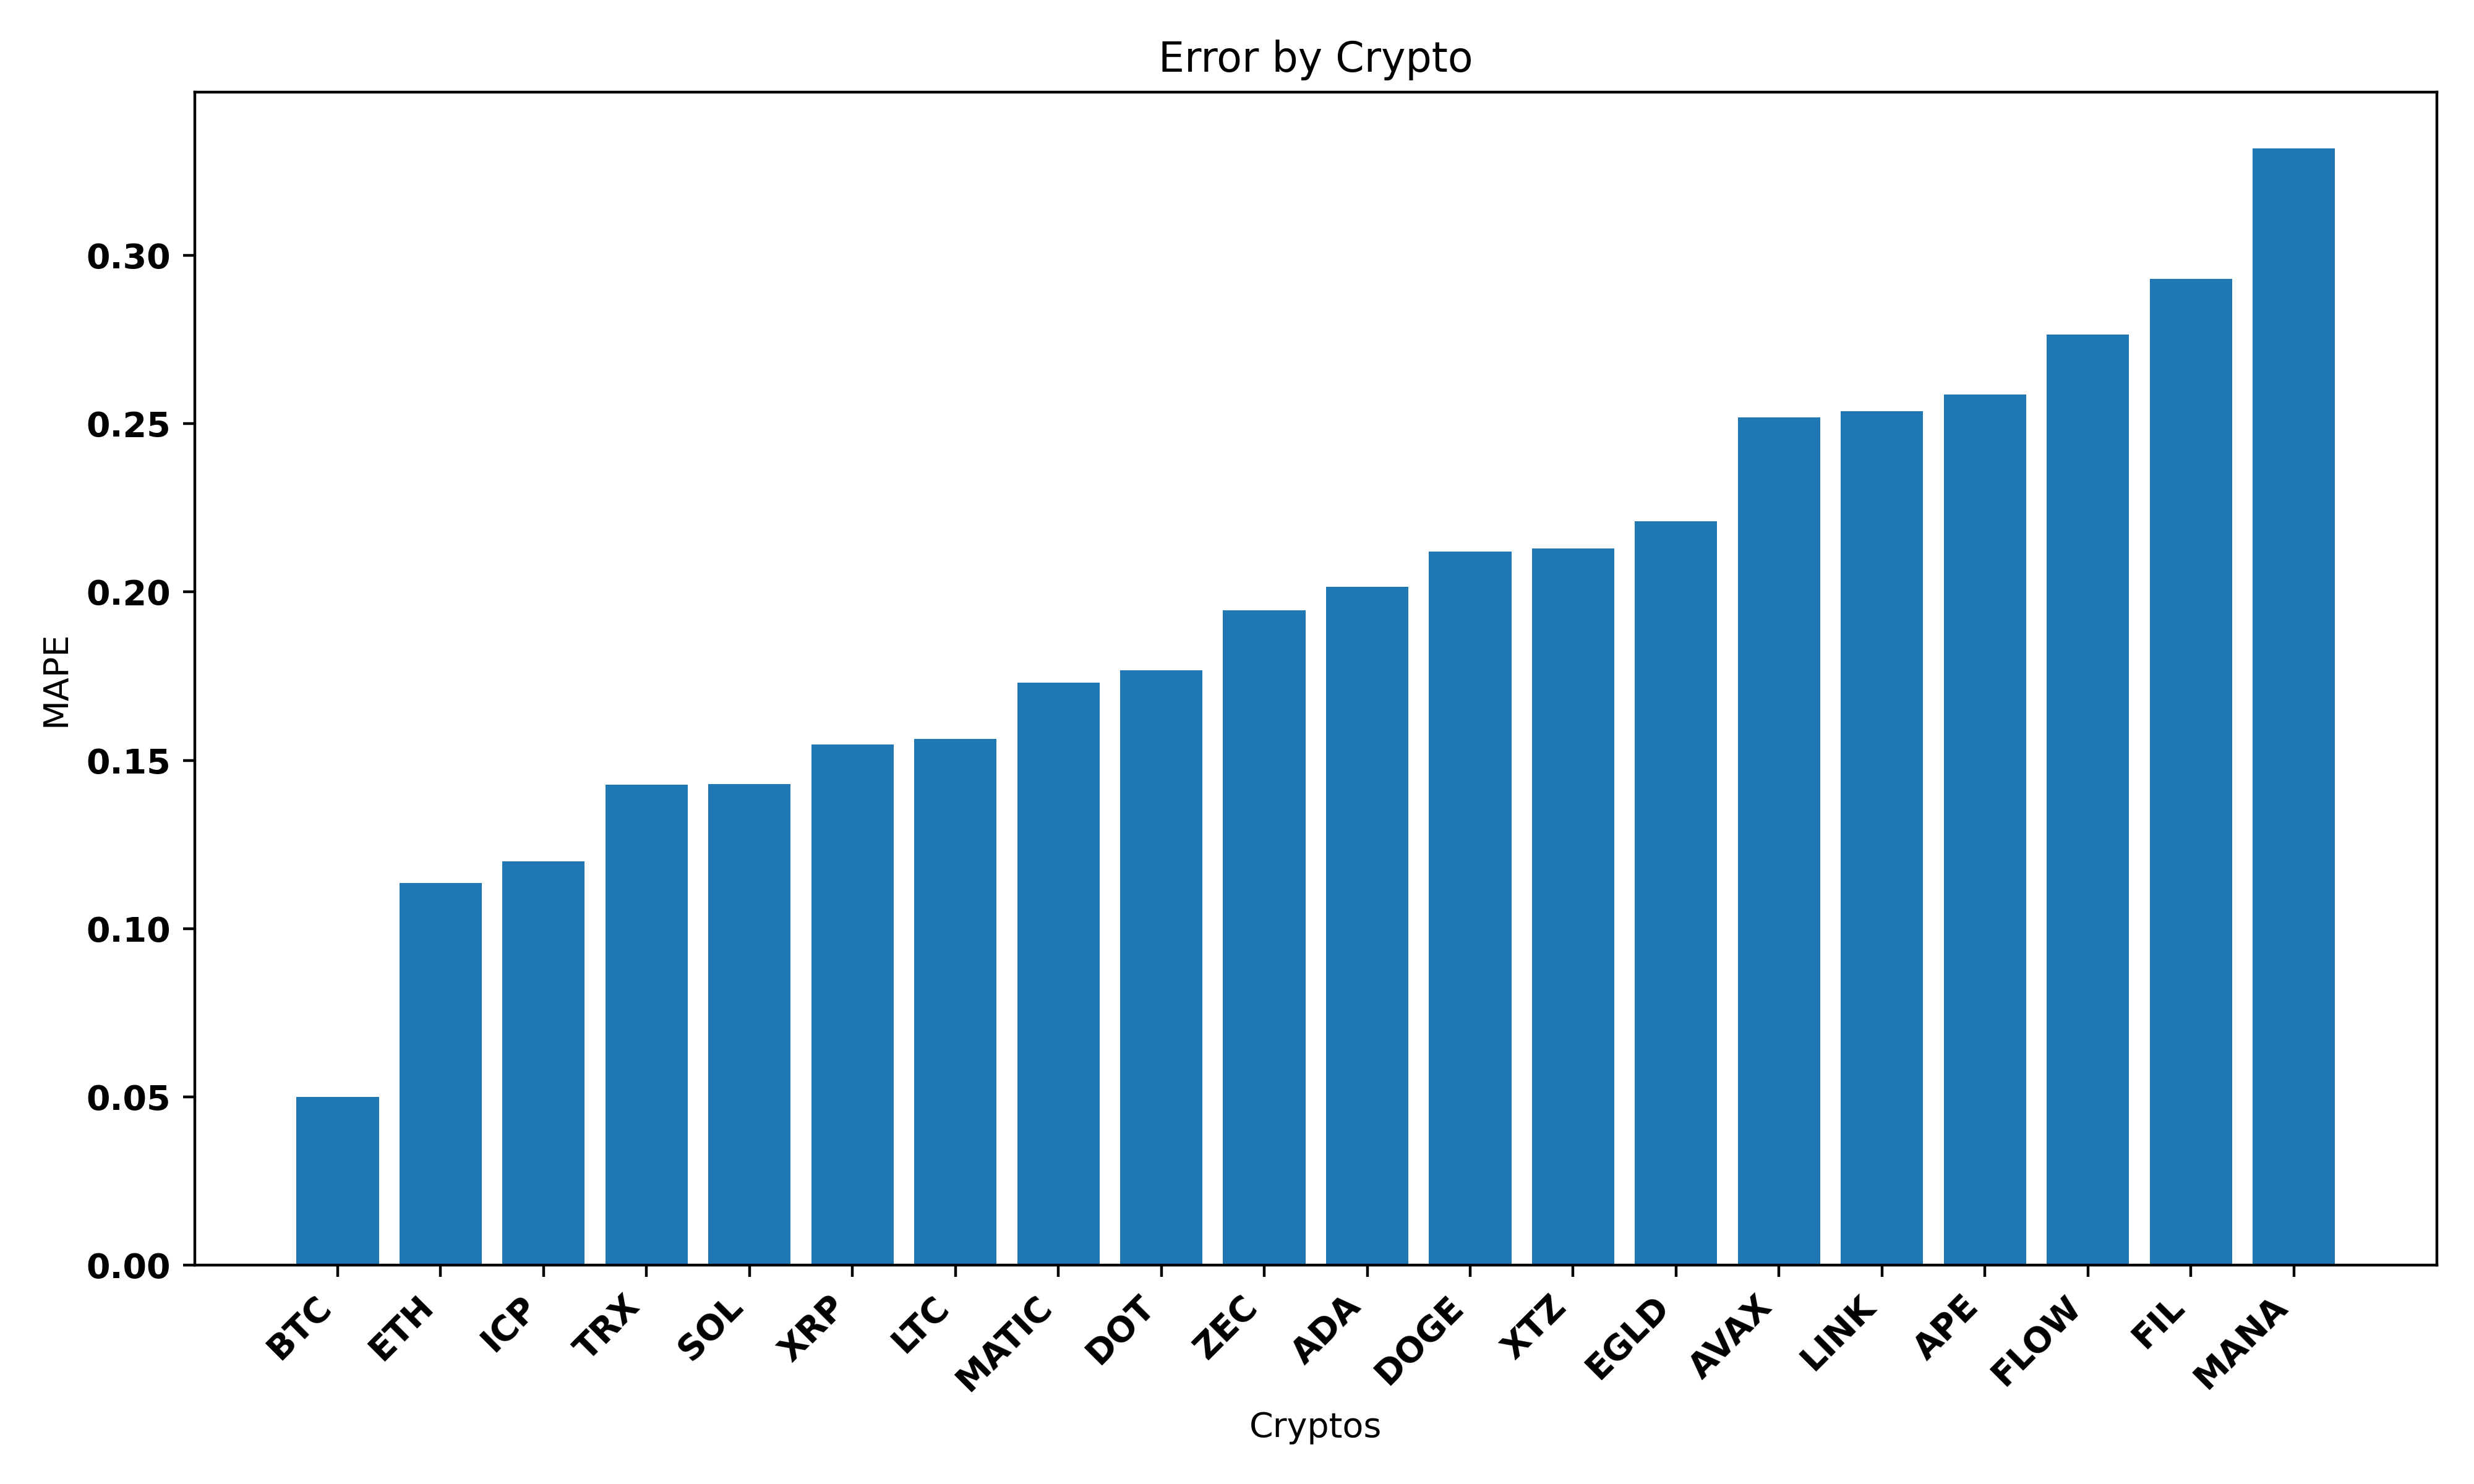 Error by Crypto
MAPE
0.30
0.25
0.20
0.15
0.10
0.05
0.00
BTC
ETH
ICP
TRX
SOL
XRP
LTC
MATIC
DOT
ZEC
ADA
DOGE
XTZ
EGLD
AVAX
LINK
APE
FLOW
FIL
MANA
Cryptos